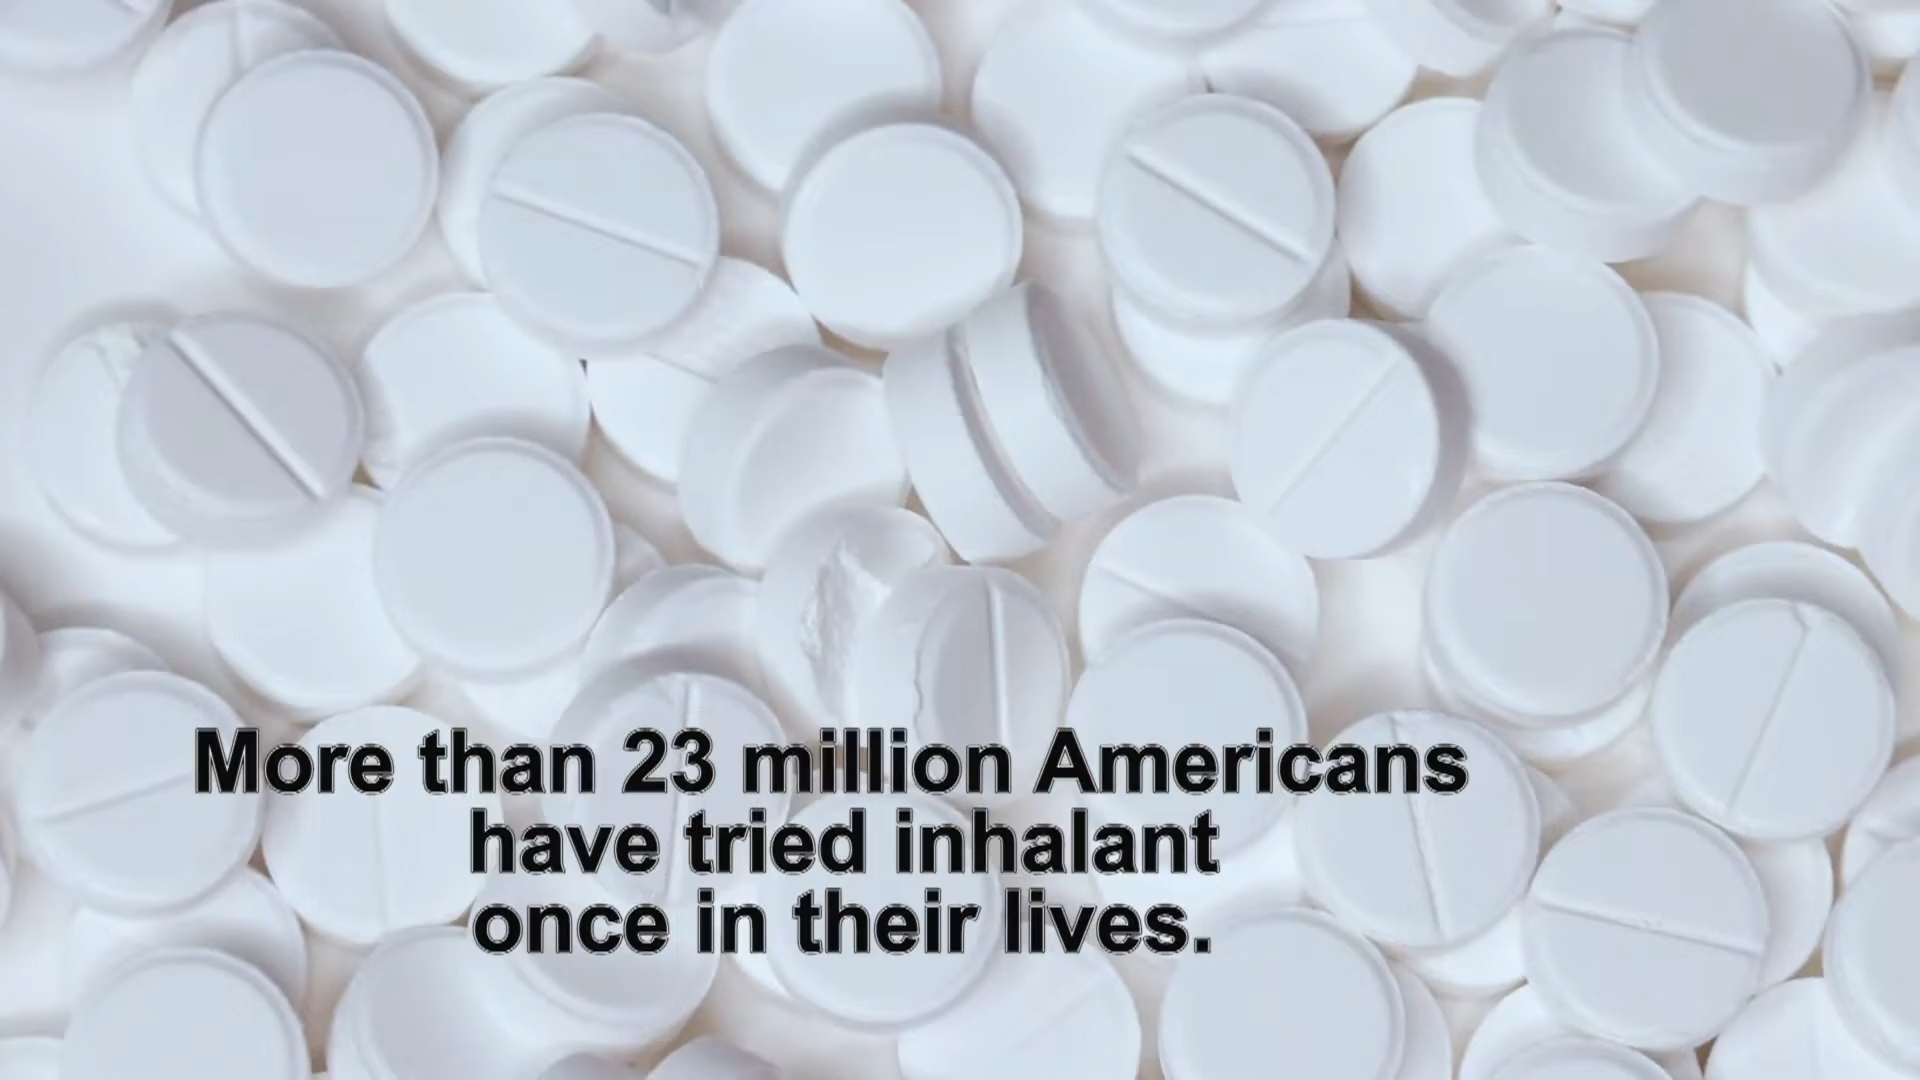 More than 23 million Americans
have tried inhalant
once in their lives.